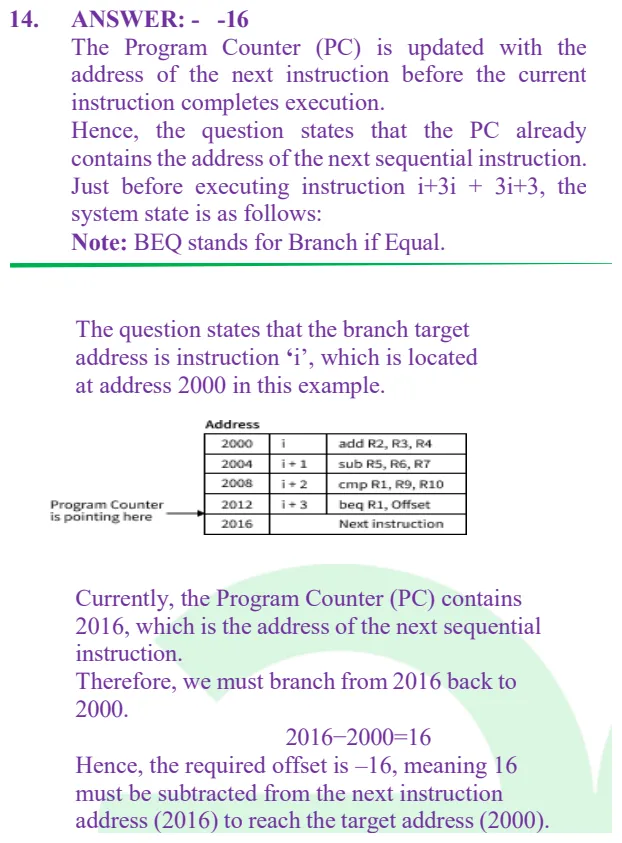 14. ANSWER: - -16
The Program Counter (PC) is updated with the
address of the next instruction before the current
instruction completes execution.
Hence, the question states that the PC already
contains the address of the next sequential instruction.
Just before executing instruction i+3i + 3i+3, the
system state is as follows:
Note: BEQ stands for Branch if Equal.
The question states that the branch target
address is instruction ‘i’, which is located
at address 2000 in this example.
Address
2000 i add R2, R3, R4
2004 i + 1 sub R5, R6, R7
2008 i + 2 cmp R1, R9, R10
2012 i + 3 beq R1, Offset
2016 Next instruction
Program Counter
is pointing here
Currently, the Program Counter (PC) contains
2016, which is the address of the next sequential
instruction.
Therefore, we must branch from 2016 back to
2000.
2016−2000=16
Hence, the required offset is –16, meaning 16
must be subtracted from the next instruction
address (2016) to reach the target address (2000).